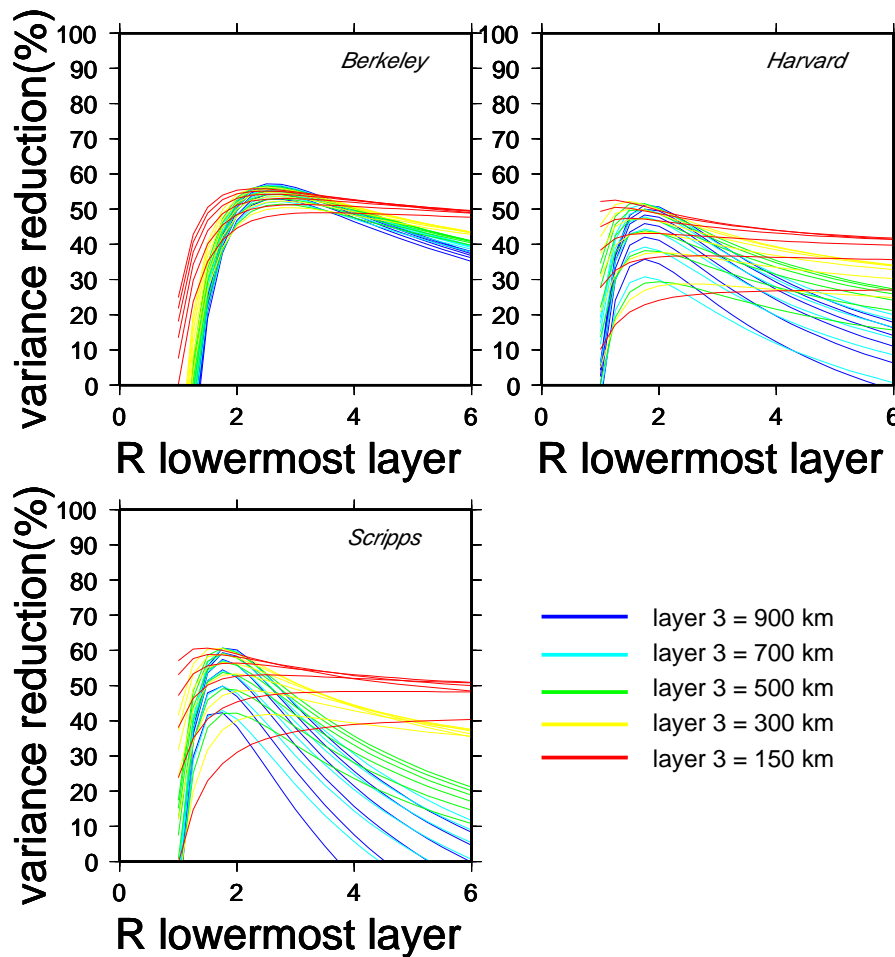 Berkeley
variance reduction(%)
100
90
80
70
60
50
40
30
20
10
0
0 2 4 6
R lowermost layer
Harvard
100
90
80
70
60
50
40
30
20
10
0
0 2 4 6
R lowermost layer
Scripps
variance reduction(%)
100
90
80
70
60
50
40
30
20
10
0
0 2 4 6
R lowermost layer
layer 3 = 900 km
layer 3 = 700 km
layer 3 = 500 km
layer 3 = 300 km
layer 3 = 150 km